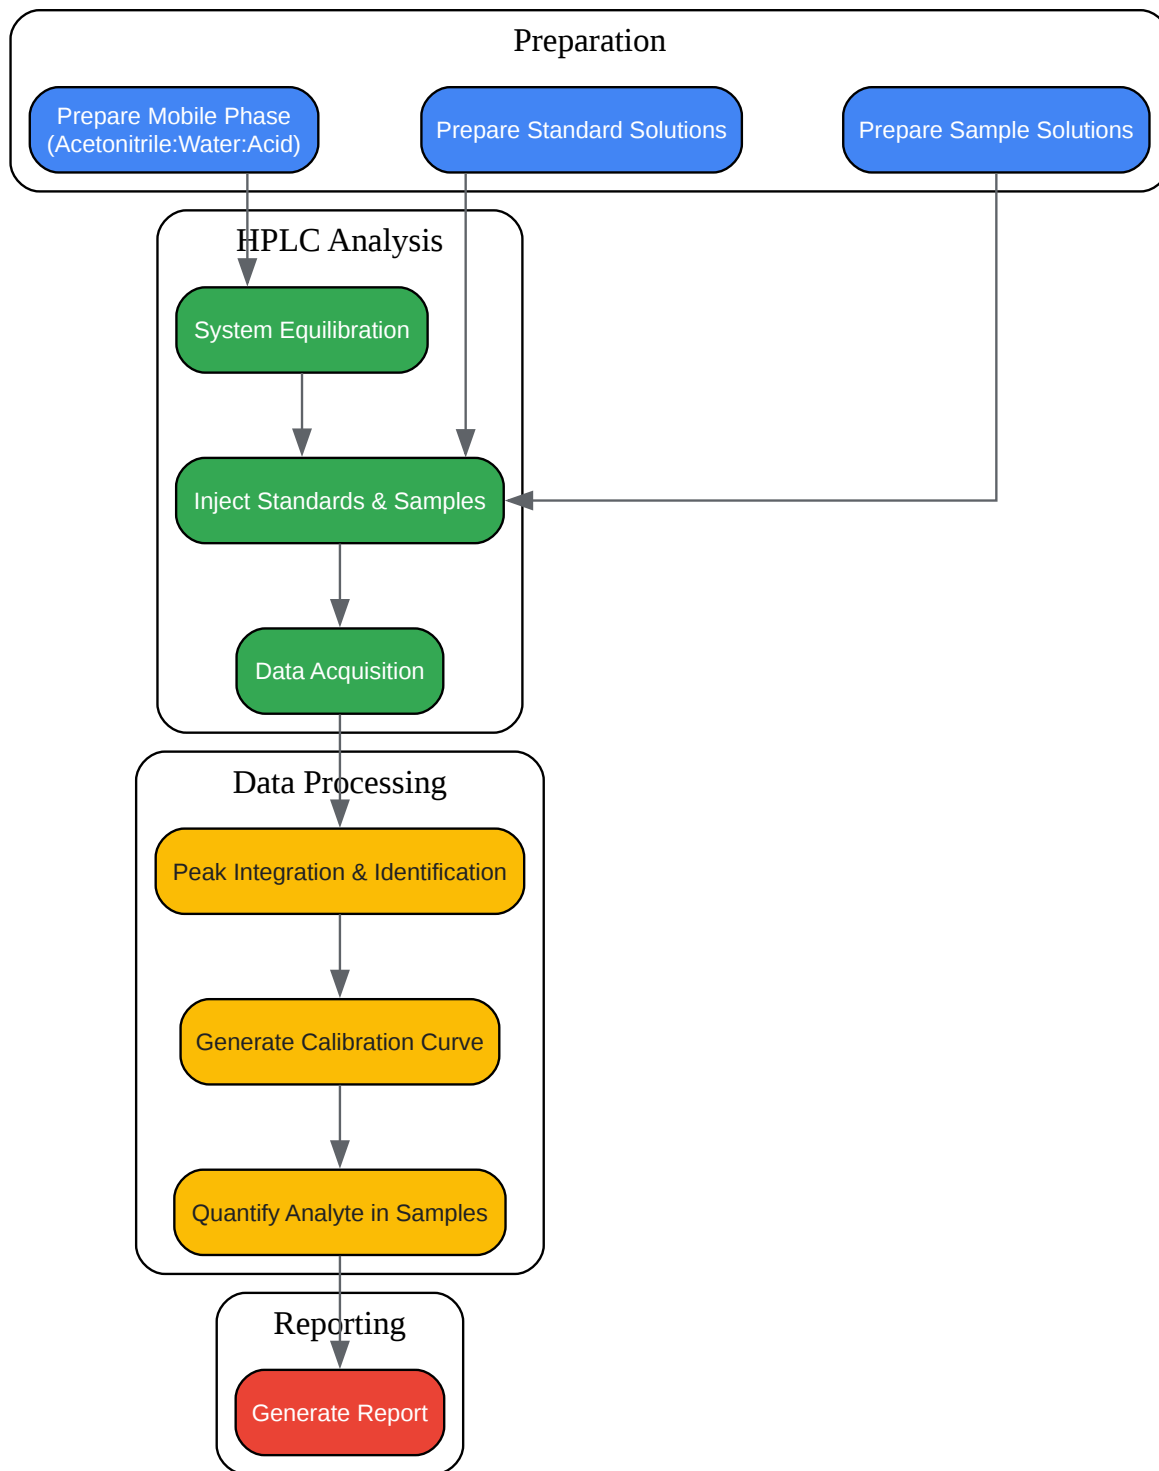 Preparation
Prepare Mobile Phase
(Acetonitrile:Water:Acid)
Prepare Standard Solutions
Prepare Sample Solutions
HPLC Analysis
System Equilibration
Inject Standards & Samples
Data Acquisition
Data Processing
Peak Integration & Identification
Generate Calibration Curve
Quantify Analyte in Samples
Reporting
Generate Report